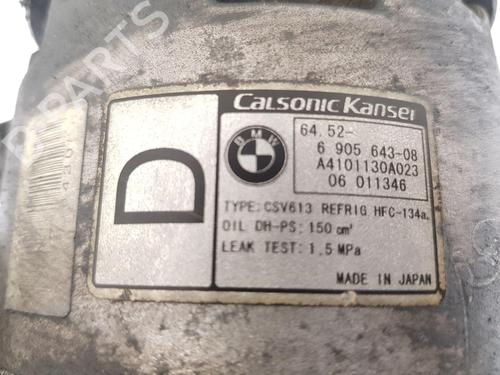 Calsonic Kansei
BMW
64.52-
6 905 643-08
A4101130A023
06 011346
D
TYPE:CSV613 REFRIG HFC-134a.
OIL DH-PS:150 cm³
LEAK TEST: 1.5 MPa
MADE IN JAPAN